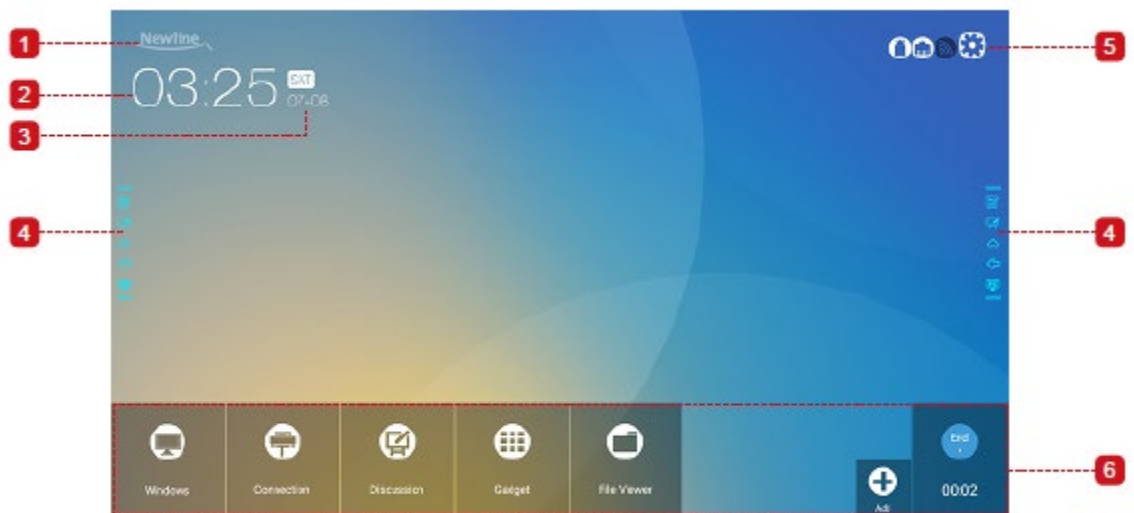 1
Newline
5
03:25
SAT
2
07-08
3
4
4
End
6
Windows
Connection
Discussion
Gadget
File Viewer
00:02